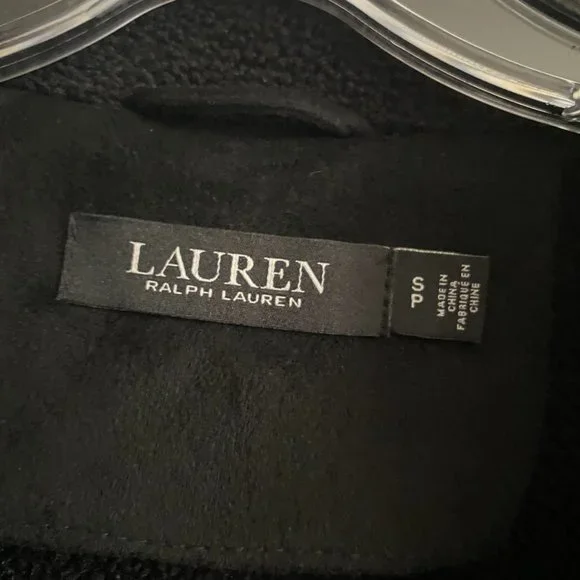 LAUREN
RALPH LAUREN
S
P
MADE IN
CHINA
FABRIQUÉ EN
CHINE